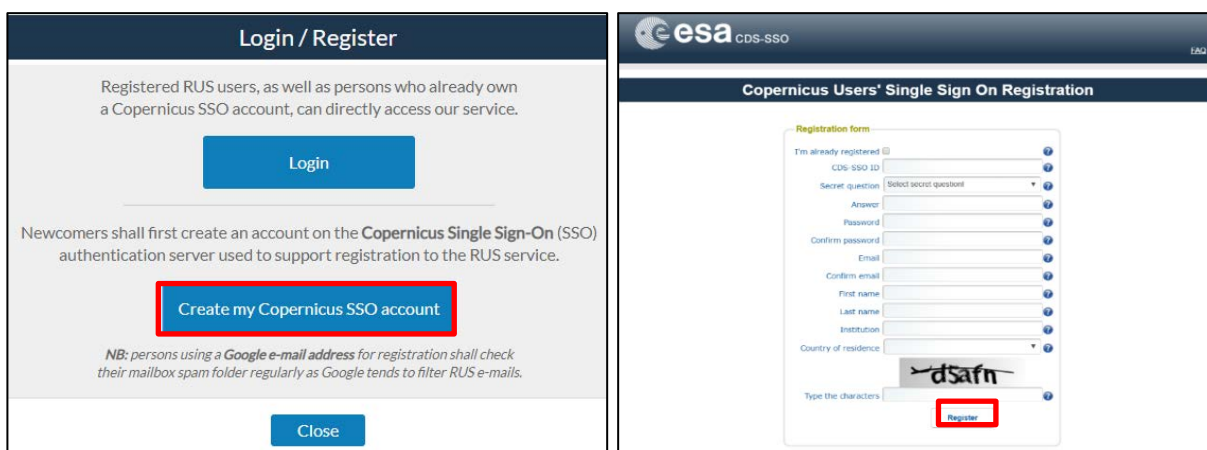 Login / Register
Registered RUS users, as well as persons who already own
a Copernicus SSO account, can directly access our service.
Login
Newcomers shall first create an account on the Copernicus Single Sign-On (SSO)
authentication server used to support registration to the RUS service.
Create my Copernicus SSO account
NB: persons using a Google e-mail address for registration shall check
their mailbox spam folder regularly as Google tends to filter RUS e-mails.
Close
esa CDS-SSO
FAQ
Copernicus Users' Single Sign On Registration
Registration form
I'm already registered
CDS-SSO ID
Secret question Select secret question!
Answer
Password
Confirm password
Email
Confirm email
First name
Last name
Institution
Country of residence
d5afn
Type the characters
Register